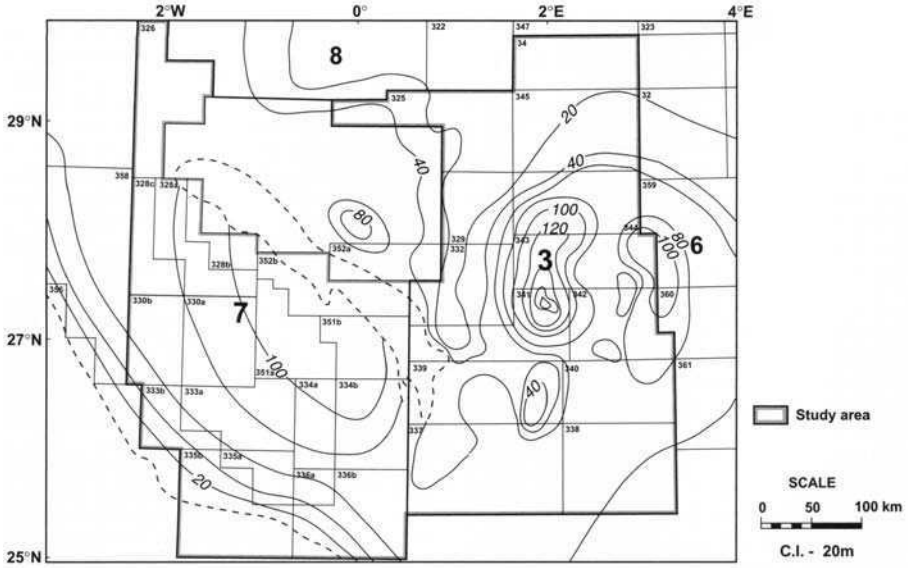 2°W 0° 2°E 4°E
326 322 347 323
34
8
325 345 32
29°N
20
40 40
358 328c 328a 359
100
80 120 344 80 6
329 343 100
352a 332 3
352b
328b
356 341 342 360
330b 330a
7 351b
27°N
100 339 340 361
351a 334a 334b
333b 333a
40
337 338
335b 335a
336a 336b
20
25°N
Study area
SCALE
0 50 100 km
C.I. - 20m